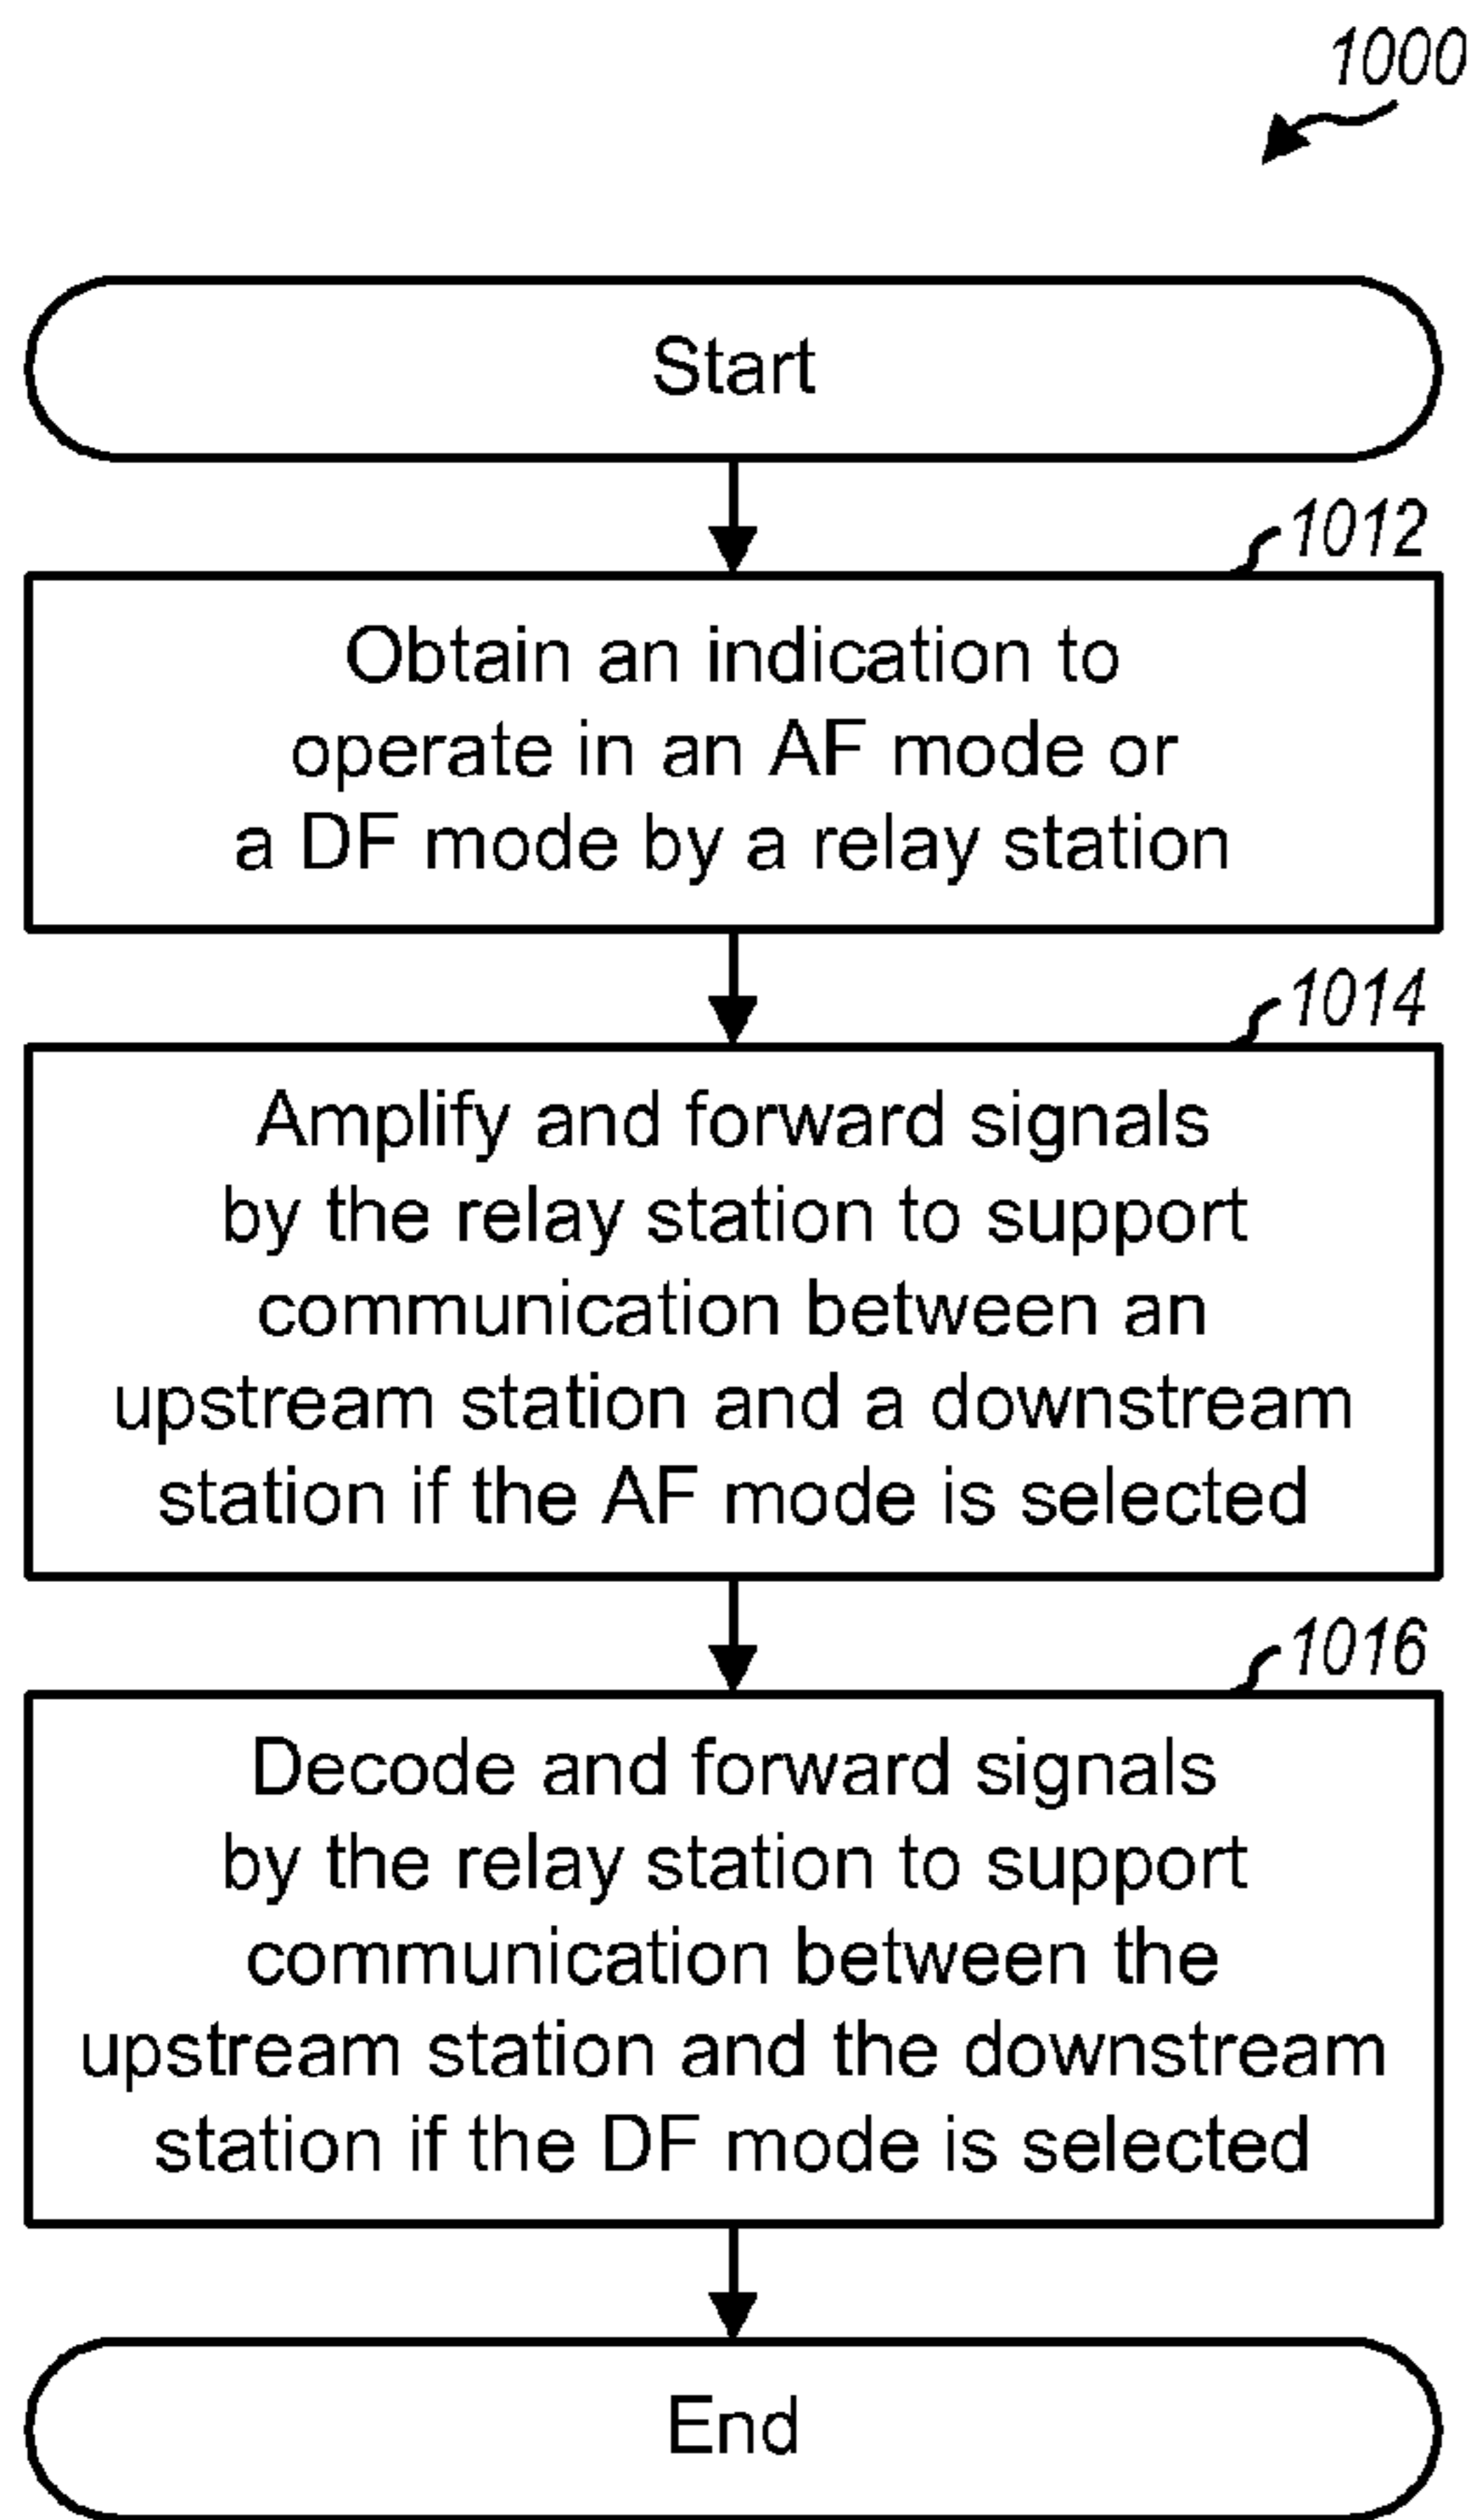 1000
Start
1012
Obtain an indication to
operate in an AF mode or
a DF mode by a relay station
1014
Amplify and forward signals
by the relay station to support
communication between an
upstream station and a downstream
station if the AF mode is selected
1016
Decode and forward signals
by the relay station to support
communication between the
upstream station and the downstream
station if the DF mode is selected
End